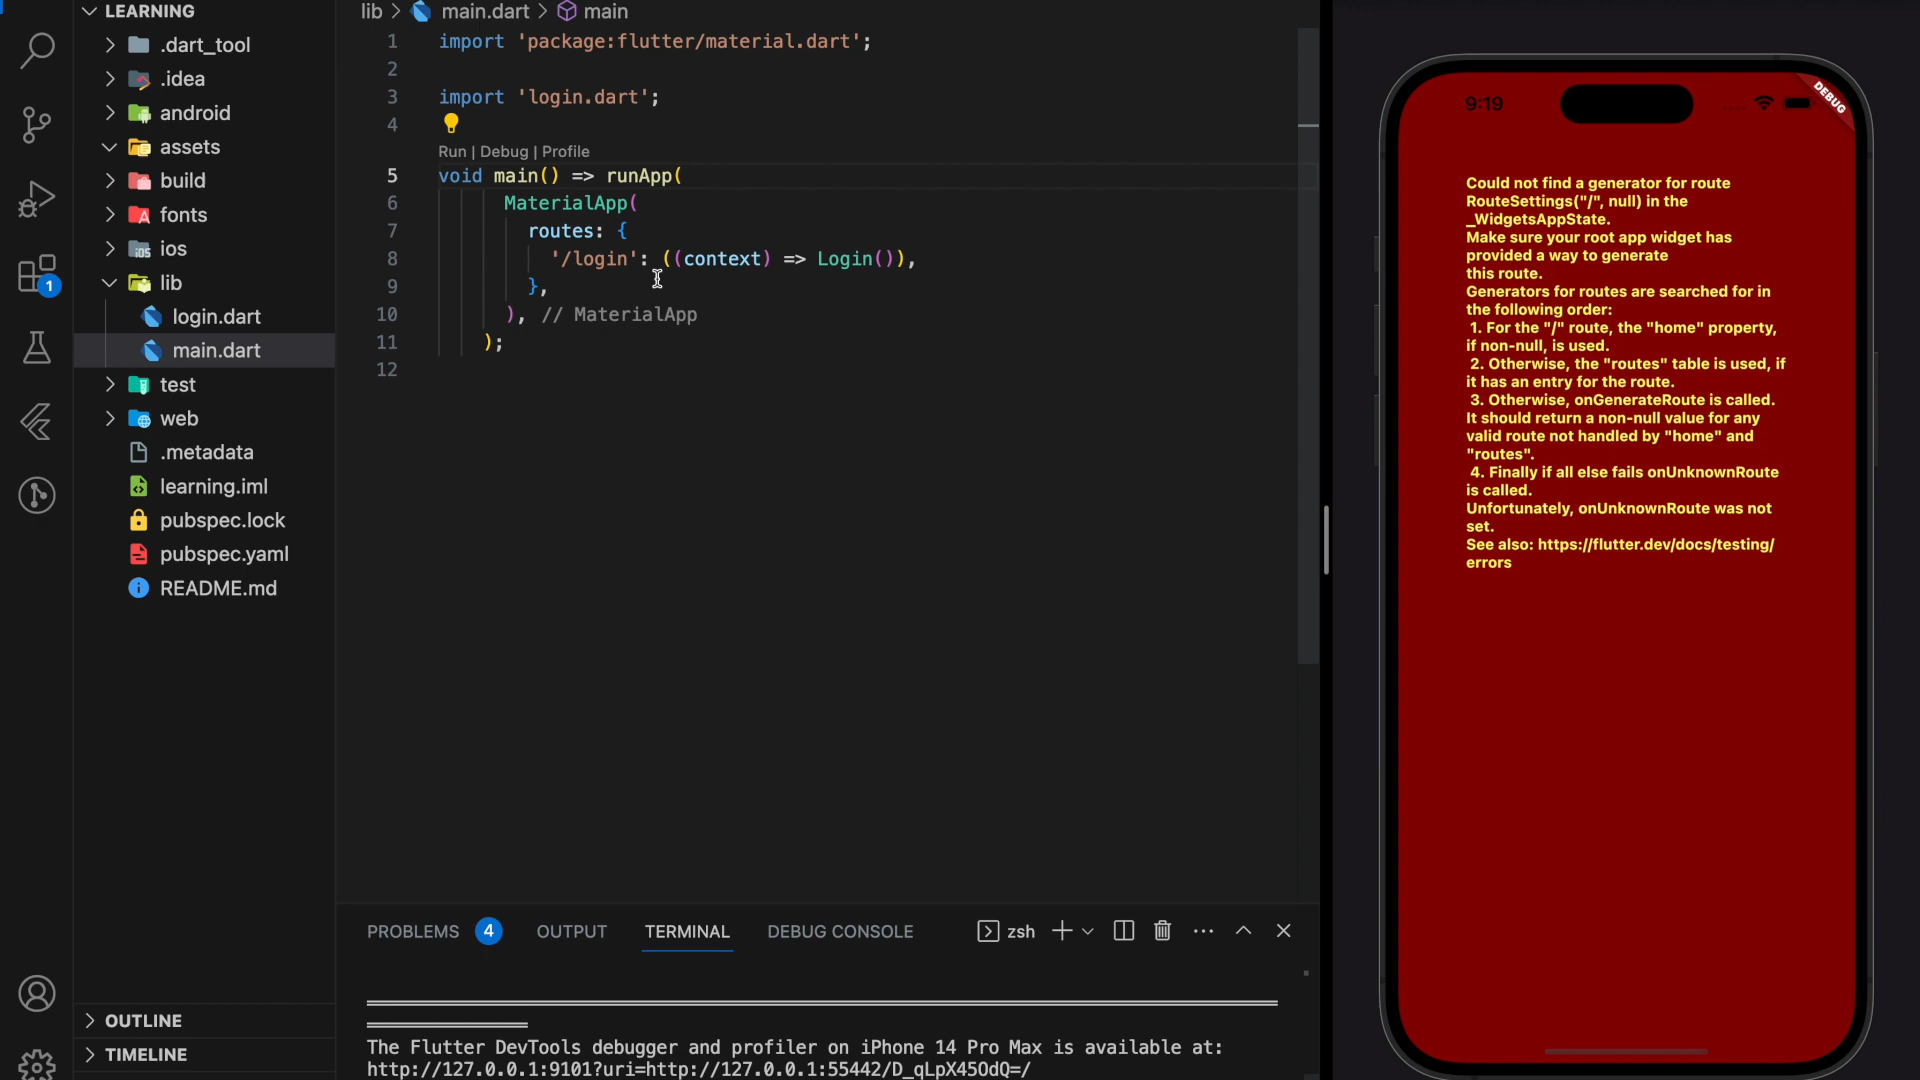 LEARNING
.dart_tool
.idea
android
assets
build
fonts
ios
lib
login.dart
main.dart
test
web
.metadata
learning.iml
pubspec.lock
pubspec.yaml
README.md
OUTLINE
TIMELINE
1
lib > main.dart > main
1 import 'package:flutter/material.dart';
2
3 import 'login.dart';
4
Run | Debug | Profile
5 void main() => runApp(
6 MaterialApp(
7 routes: {
8 '/login': ((context) => Login()),
9 },
10 ), // MaterialApp
11 );
12
PROBLEMS 4 OUTPUT TERMINAL DEBUG CONSOLE zsh
The Flutter DevTools debugger and profiler on iPhone 14 Pro Max is available at:
http://127.0.0.1:9101?uri=http://127.0.0.1:55442/D_qLpX45OdQ=/
9:19
DEBUG
Could not find a generator for route
RouteSettings("/", null) in the
_WidgetsAppState.
Make sure your root app widget has
provided a way to generate
this route.
Generators for routes are searched for in
the following order:
1. For the "/" route, the "home" property,
if non-null, is used.
2. Otherwise, the "routes" table is used, if
it has an entry for the route.
3. Otherwise, onGenerateRoute is called.
It should return a non-null value for any
valid route not handled by "home" and
"routes".
4. Finally if all else fails onUnknownRoute
is called.
Unfortunately, onUnknownRoute was not
set.
See also: https://flutter.dev/docs/testing/
errors